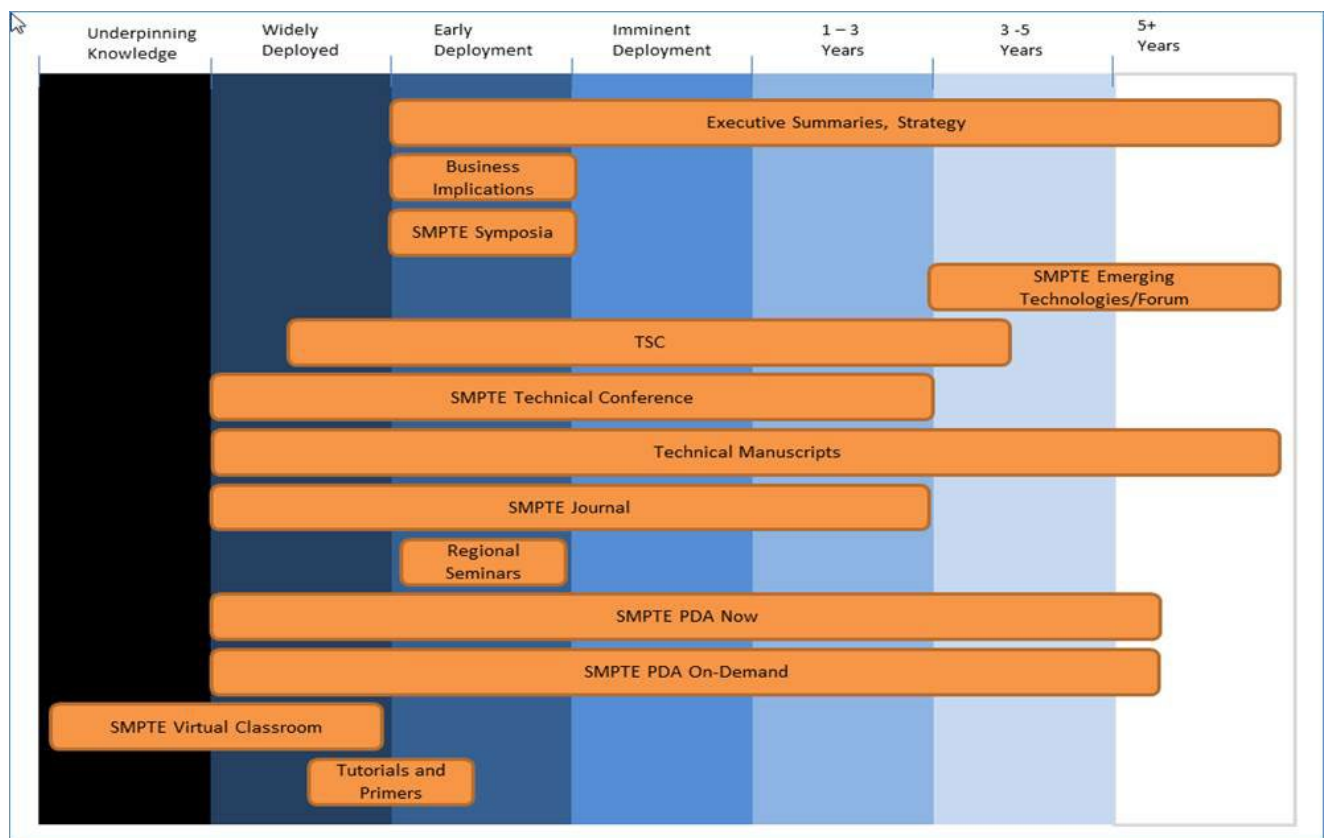 Underpinning
Knowledge
Widely
Deployed
Early
Deployment
Imminent
Deployment
1 – 3
Years
3 -5
Years
5+
Years
Executive Summaries, Strategy
Business
Implications
SMPTE Symposia
SMPTE Emerging
Technologies/Forum
TSC
SMPTE Technical Conference
Technical Manuscripts
SMPTE Journal
Regional
Seminars
SMPTE PDA Now
SMPTE PDA On-Demand
SMPTE Virtual Classroom
Tutorials and
Primers